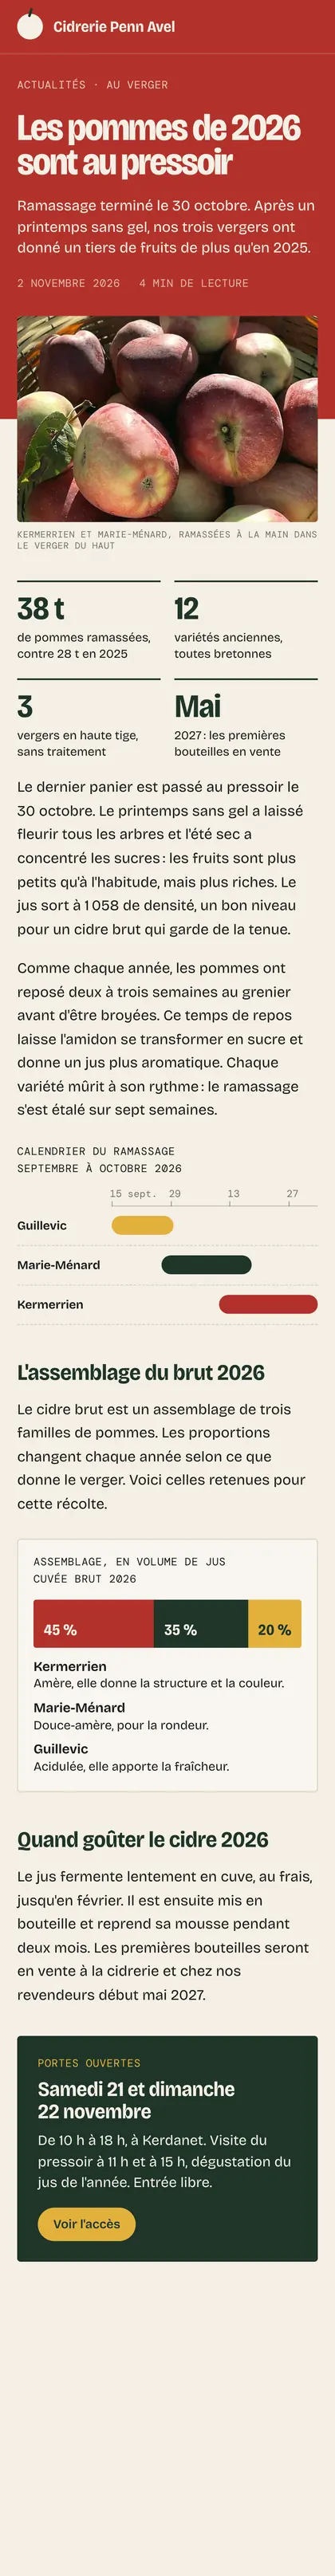 Cidrerie Penn Avel
ACTUALITÉS · AU VERGER
Les pommes de 2026
sont au pressoir
Ramassage terminé le 30 octobre. Après un
printemps sans gel, nos trois vergers ont
donné un tiers de fruits de plus qu'en 2025.
2 NOVEMBRE 2026 4 MIN DE LECTURE
KERMERRIEN ET MARIE-MÉNARD, RAMASSÉES À LA MAIN DANS
LE VERGER DU HAUT
38 t
de pommes ramassées,
contre 28 t en 2025
12
variétés anciennes,
toutes bretonnes
3
vergers en haute tige,
sans traitement
Mai
2027 : les premières
bouteilles en vente
Le dernier panier est passé au pressoir le
30 octobre. Le printemps sans gel a laissé
fleurir tous les arbres et l'été sec a
concentré les sucres : les fruits sont plus
petits qu'à l'habitude, mais plus riches. Le
jus sort à 1 058 de densité, un bon niveau
pour un cidre brut qui garde de la tenue.
Comme chaque année, les pommes ont
reposé deux à trois semaines au grenier
avant d'être broyées. Ce temps de repos
laisse l'amidon se transformer en sucre et
donne un jus plus aromatique. Chaque
variété mûrit à son rythme : le ramassage
s'est étalé sur sept semaines.
CALENDRIER DU RAMASSAGE
SEPTEMBRE À OCTOBRE 2026
15 sept. 29 13 27
Guillevic
Marie-Ménard
Kermerrien
L'assemblage du brut 2026
Le cidre brut est un assemblage de trois
familles de pommes. Les proportions
changent chaque année selon ce que
donne le verger. Voici celles retenues pour
cette récolte.
ASSEMBLAGE, EN VOLUME DE JUS
CUVÉE BRUT 2026
45 % 35 % 20 %
Kermerrien
Amère, elle donne la structure et la couleur.
Marie-Ménard
Douce-amère, pour la rondeur.
Guillevic
Acidulée, elle apporte la fraîcheur.
Quand goûter le cidre 2026
Le jus fermente lentement en cuve, au frais,
jusqu'en février. Il est ensuite mis en
bouteille et reprend sa mousse pendant
deux mois. Les premières bouteilles seront
en vente à la cidrerie et chez nos
revendeurs début mai 2027.
PORTES OUVERTES
Samedi 21 et dimanche
22 novembre
De 10 h à 18 h, à Kerdanet. Visite du
pressoir à 11 h et à 15 h, dégustation du
jus de l'année. Entrée libre.
Voir l'accès